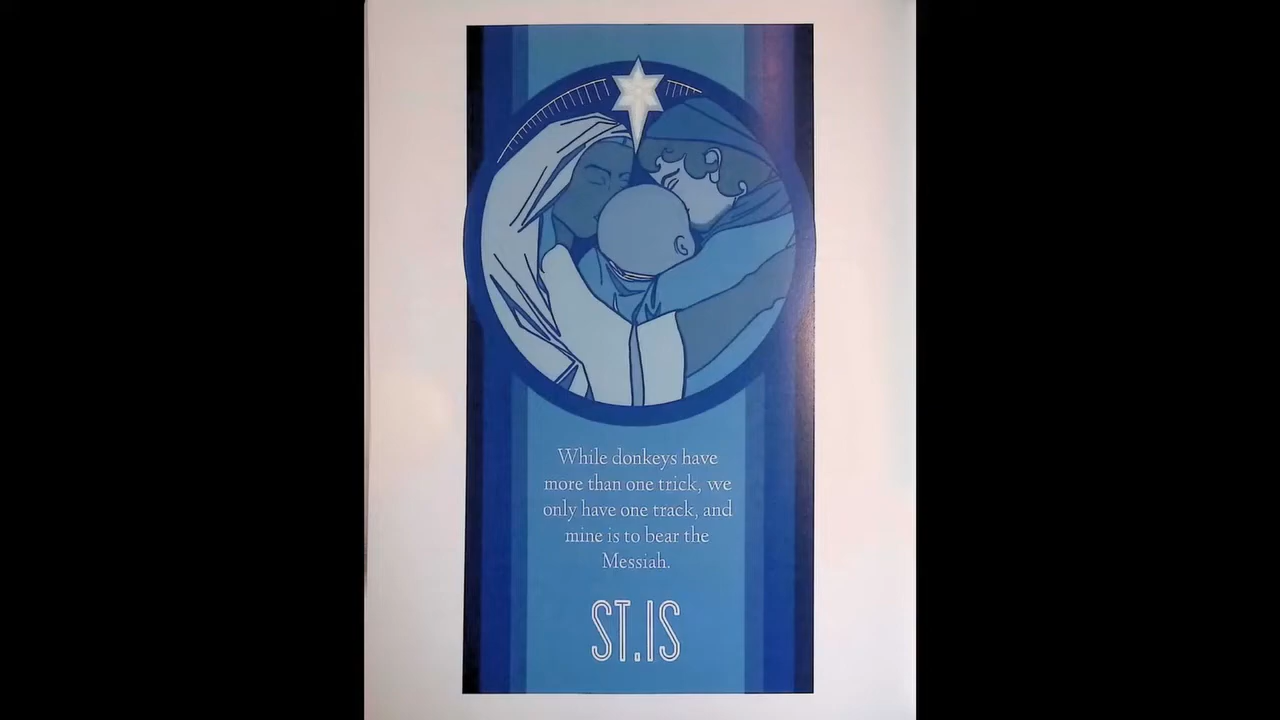 While donkeys have
more than one trick, we
only have one track, and
mine is to bear the
Messiah.
ST.IS